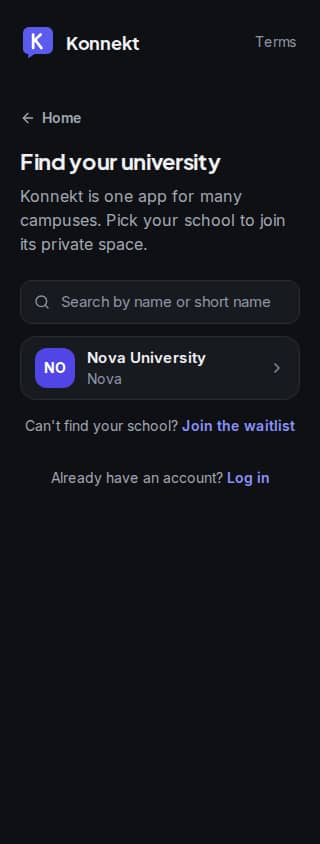 K Konnekt
Terms
Home
Find your university
Konnekt is one app for many
campuses. Pick your school to join
its private space.
Search by name or short name
NO
Nova University
Nova
Can't find your school? Join the waitlist
Already have an account? Log in